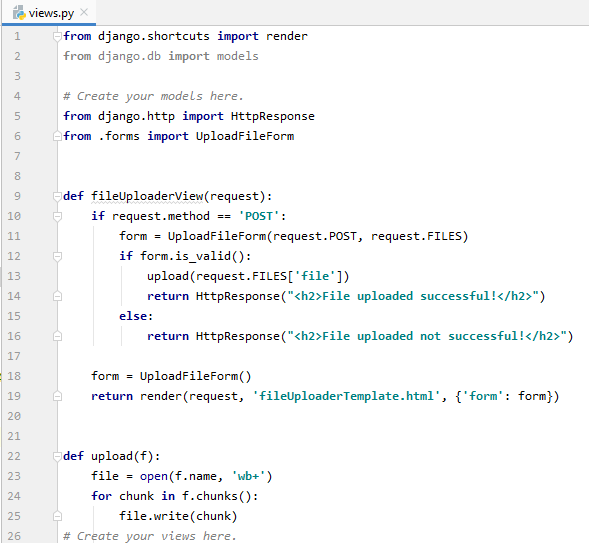 views.py
1 from django.shortcuts import render
2 from django.db import models
3
4 # Create your models here.
5 from django.http import HttpResponse
6 from .forms import UploadFileForm
7
8
9 def fileUploaderView(request):
10     if request.method == 'POST':
11         form = UploadFileForm(request.POST, request.FILES)
12         if form.is_valid():
13             upload(request.FILES['file'])
14             return HttpResponse("<h2>File uploaded successful!</h2>")
15         else:
16             return HttpResponse("<h2>File uploaded not successful!</h2>")
17
18     form = UploadFileForm()
19     return render(request, 'fileUploaderTemplate.html', {'form': form})
20
21
22 def upload(f):
23     file = open(f.name, 'wb+')
24     for chunk in f.chunks():
25         file.write(chunk)
26 # Create your views here.